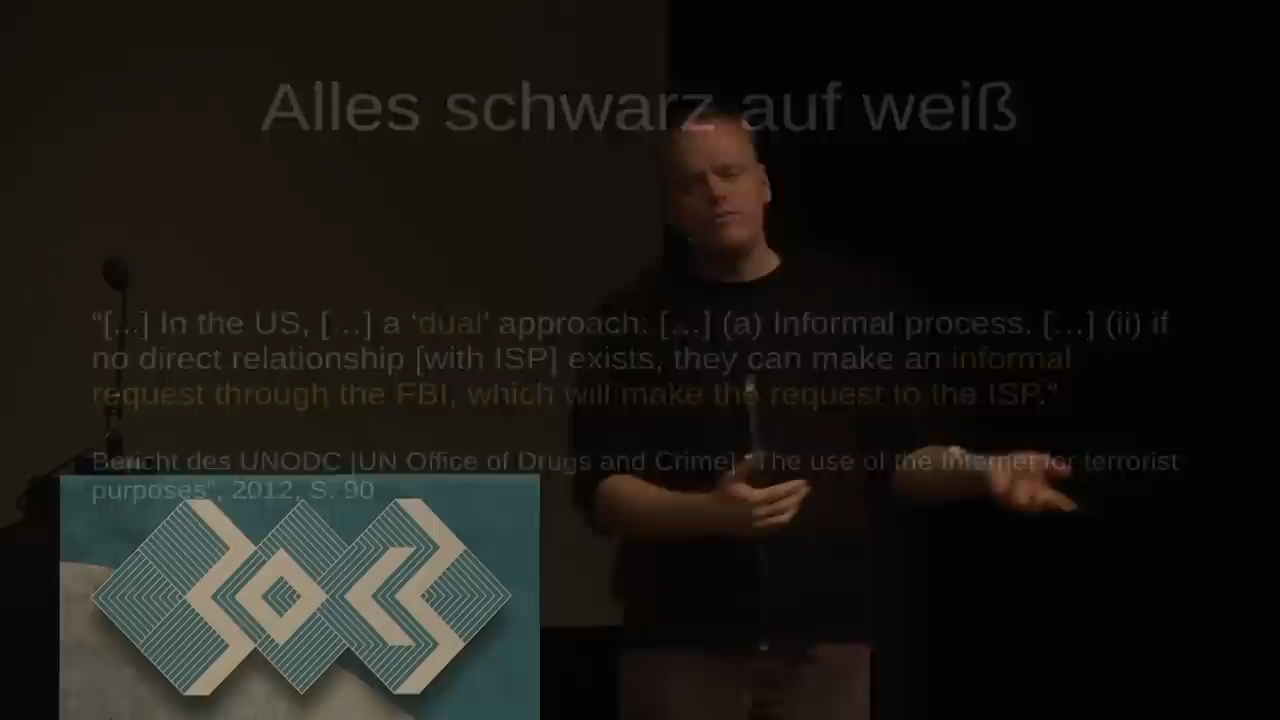 Alles schwarz auf weiß
“[…] In the US, […] a ‘dual’ approach: […] (a) Informal process. […] (ii) if
no direct relationship [with ISP] exists, they can make an informal
request through the FBI, which will make the request to the ISP.“
Bericht des UNODC [UN Office of Drugs and Crime] „The use of the Internet for terrorist
purposes“, 2012, S. 90